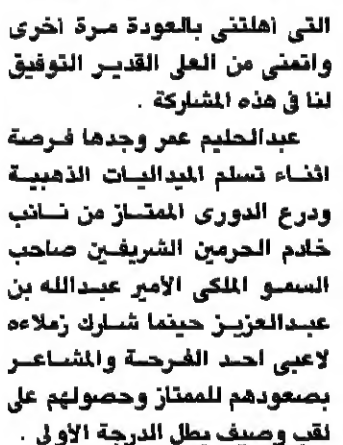 التى اهلتنى بالعودة مرة اخرى
واتمنى من العلى القدير التوفيق
لنا فى هذه المشاركة .
عبدالحليم عمر وجدها فرصة
اثناء تسلم الميداليات الذهبية
ودرع الدورى الممتاز من نائب
خادم الحرمين الشريفين صاحب
السمو الملكى الأمير عبدالله بن
عبدالعزيز حينما شارك زملاءه
لاعبى احد الفرحة والمشاعر
بصعودهم للممتاز وحصولهم على
لقب وصيف بطل الدرجة الأولى .